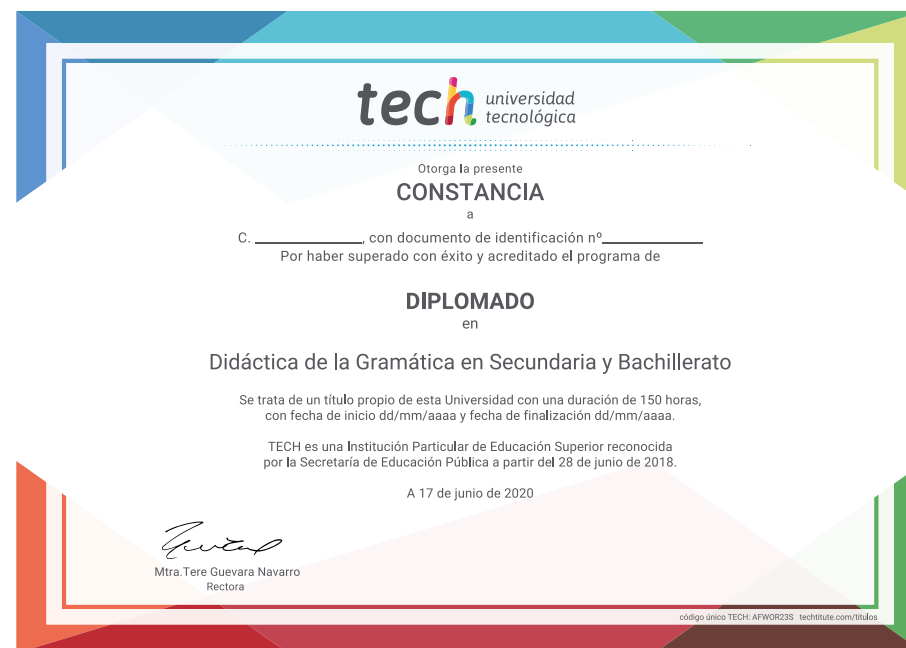 tech universidad
tecnológica
Otorga la presente
CONSTANCIA
a
C. ____________, con documento de identificación nº____________
Por haber superado con éxito y acreditado el programa de
DIPLOMADO
en
Didáctica de la Gramática en Secundaria y Bachillerato
Se trata de un título propio de esta Universidad con una duración de 150 horas,
con fecha de inicio dd/mm/aaaa y fecha de finalización dd/mm/aaaa.
TECH es una Institución Particular de Educación Superior reconocida
por la Secretaría de Educación Pública a partir del 28 de junio de 2018.
A 17 de junio de 2020
Mtra.Tere Guevara Navarro
Rectora
código único TECH: AFWOR23S techtitute.com/titulos